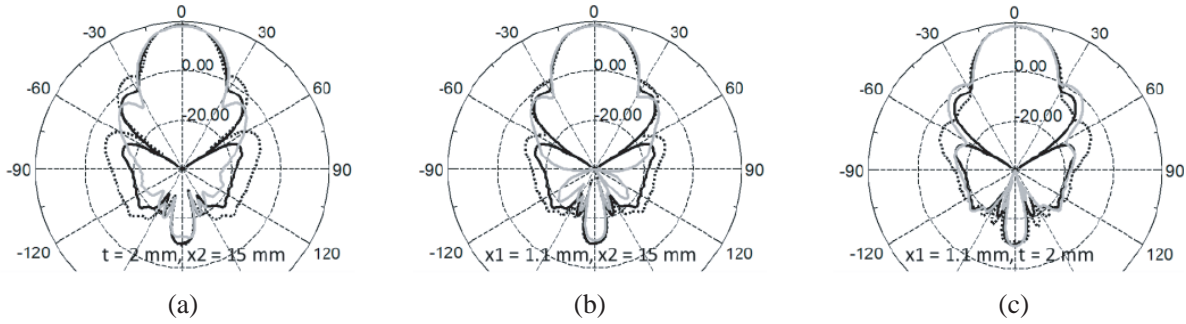 0 0 0
-30 30 -30 30 -30 30
0.00 0.00 0.00
-60 60 -60 60 -60 60
-20.00 -20.00 -20.00
-90 90 -90 90 -90 90
-120 120 -120 120 -120 120
t = 2 mm, x2 = 15 mm x1 = 1.1 mm, x2 = 15 mm x1 = 1.1 mm, t = 2 mm
(a) (b) (c)